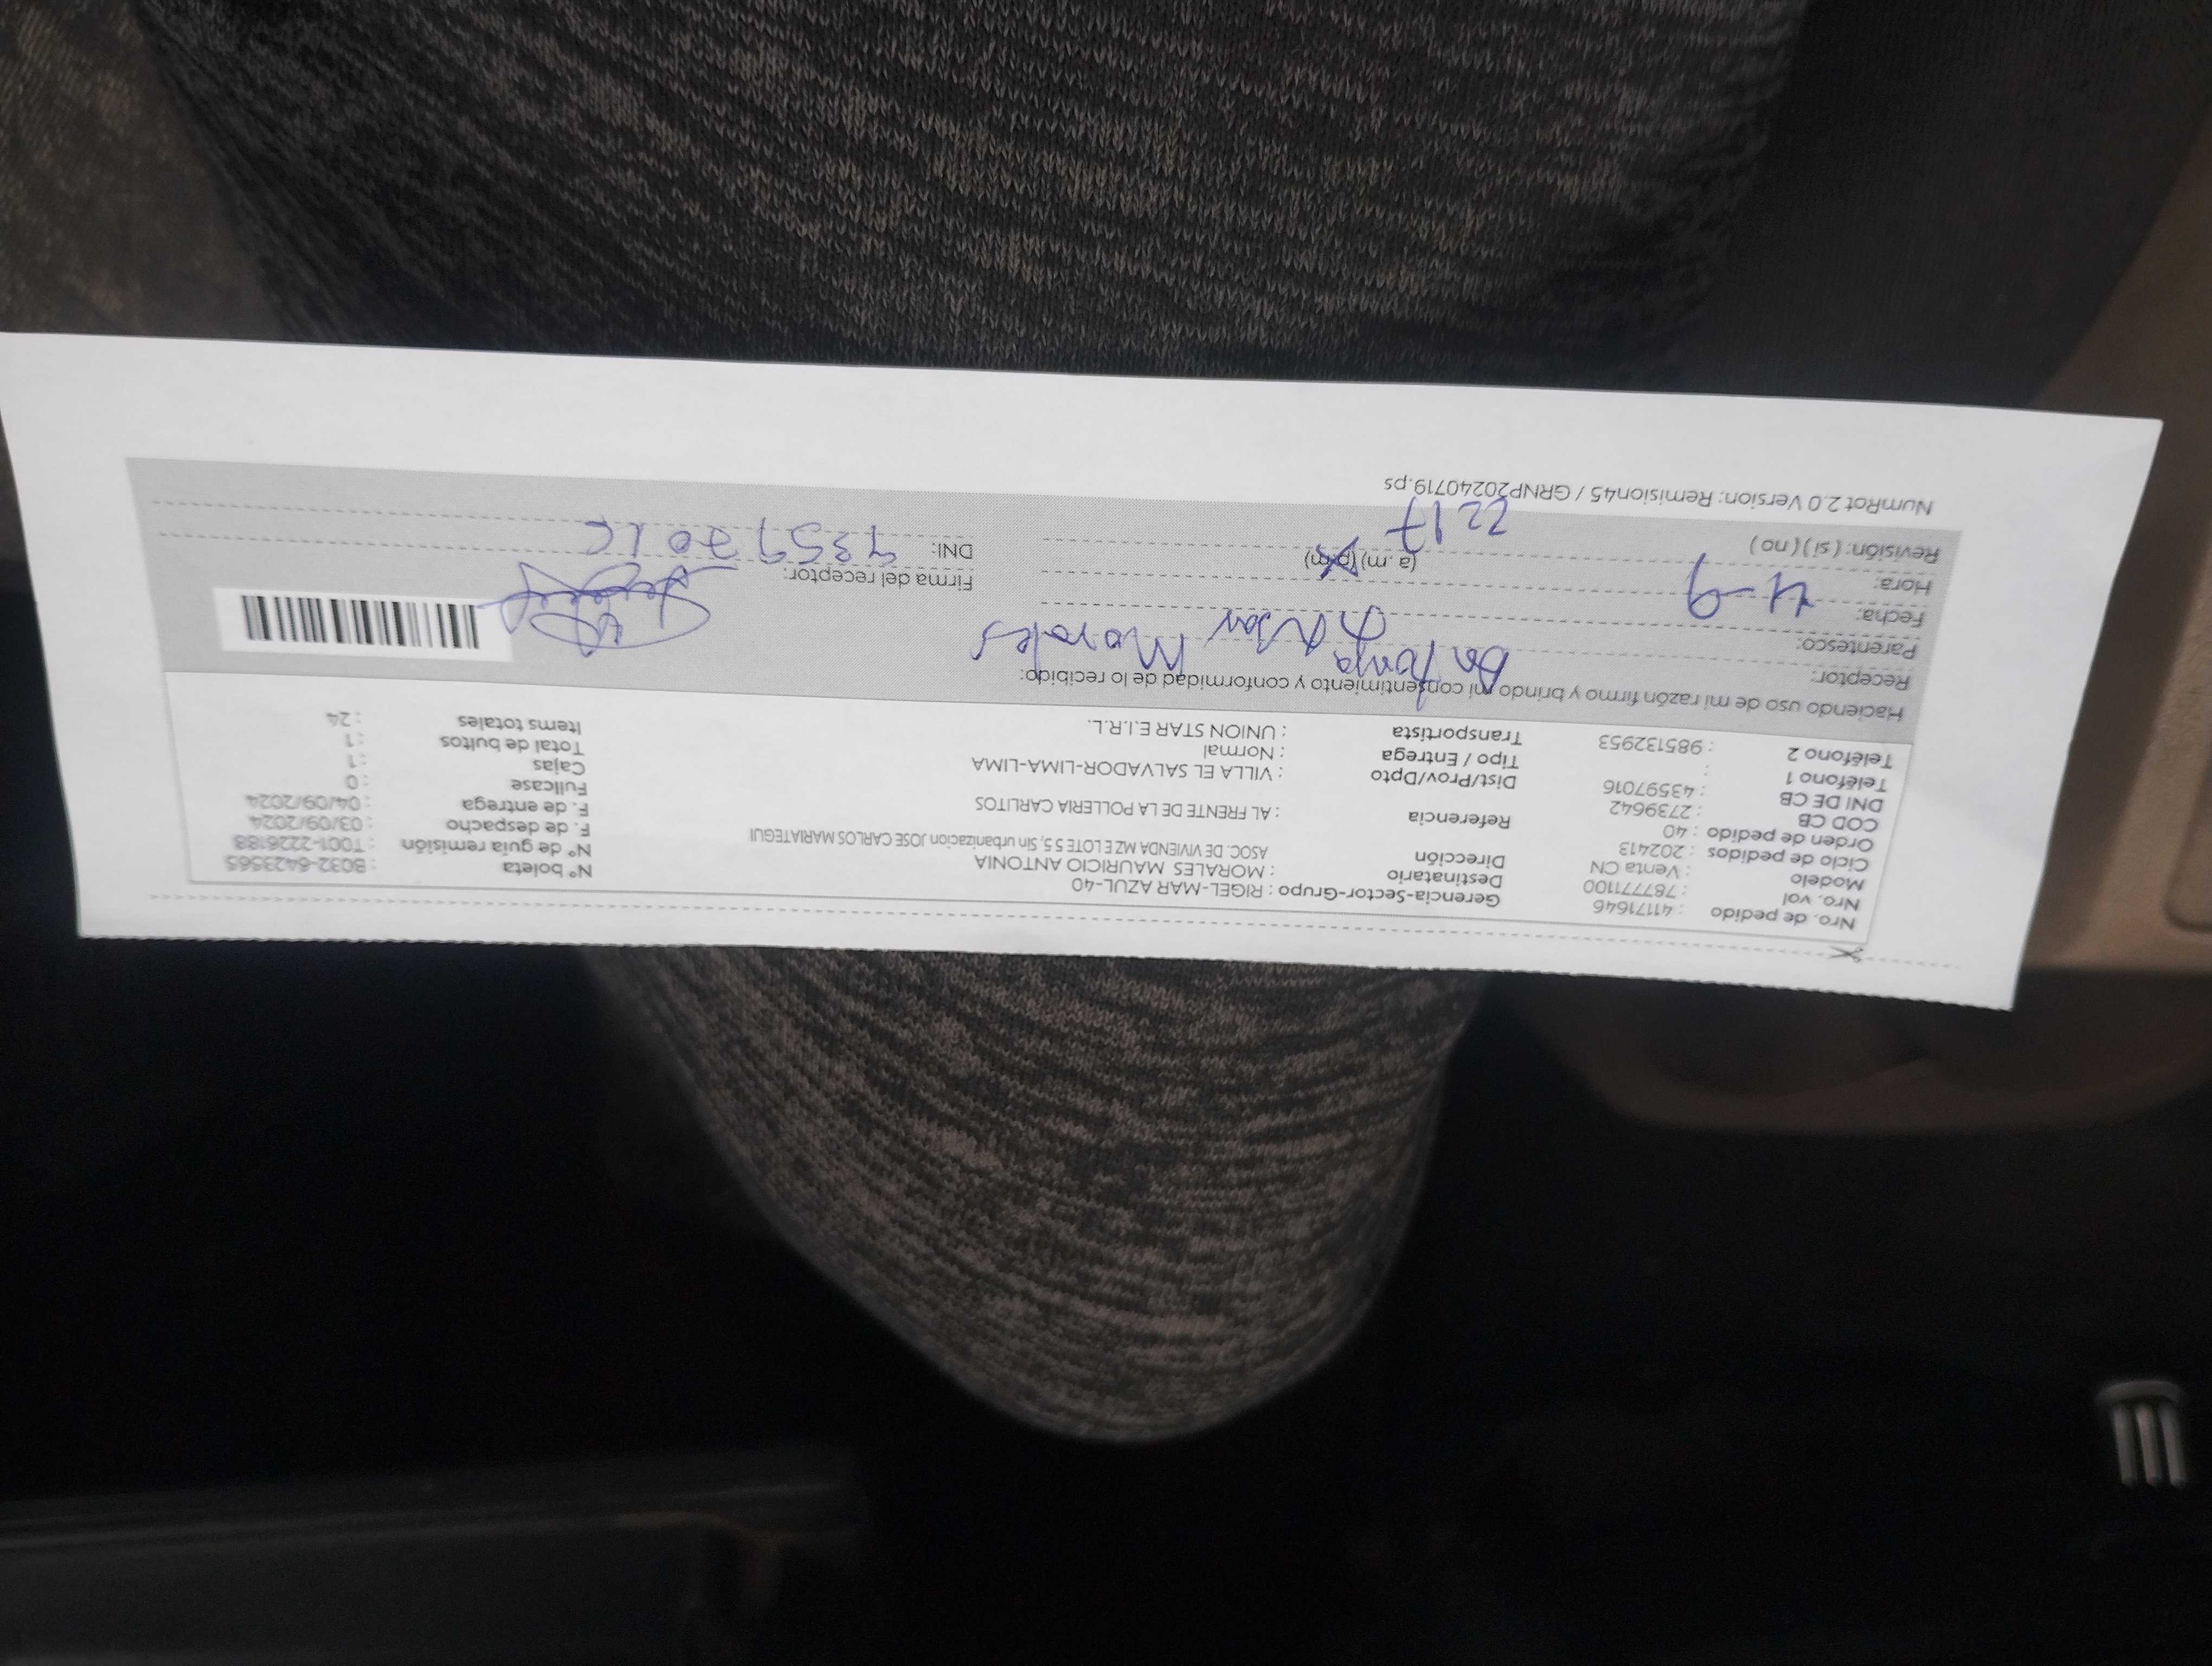 Nro. de pedido : 41171646
Nro. vol : 787771100
Modelo : Venta CN
Ciclo de pedidos : 202413
Orden de pedido : 40
COD CB : 2739642
DNI DE CB : 43597016
Teléfono 1 :
Teléfono 2 : 985132953
Gerencia-Sector-Grupo : RIGEL-MAR AZUL-40
Destinatario : MORALES MAURICIO ANTONIA
Dirección ASOC. DE VIVIENDA MZ E LOTE 5 5, Sin urbanizacion JOSE CARLOS MARIATEGUI
Referencia : AL FRENTE DE LA POLLERIA CARLITOS
Dist/Prov/Dpto : VILLA EL SALVADOR-LIMA-LIMA
Tipo / Entrega : Normal
Transportista : UNION STAR E.I.R.L.
N° boleta : B032-6423565
N° de guía remisión : T001-2226188
F. de despacho : 03/09/2024
F. de entrega : 04/09/2024
Fullcase : 0
Cajas : 1
Total de bultos : 1
Items totales : 24
Haciendo uso de mi razón firmo y brindo mi consentimiento y conformidad de lo recibido:
Receptor: Antonia Morales
Parentesco:
Fecha: 4-9
Hora: 2217 (a. m) (p.m)
Revisión: ( si ) ( no )
Firma del receptor:
DNI:
NumRot 2.0 Version: Remision45 / GRNP20240719.ps